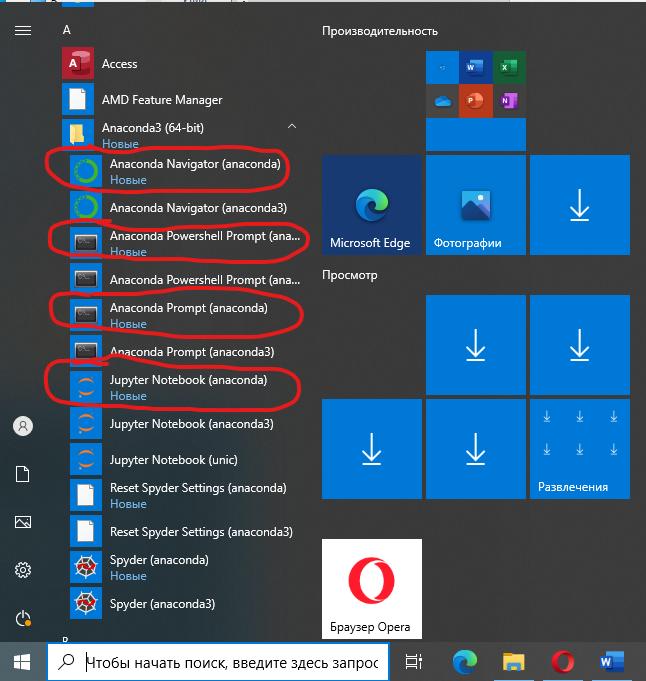 A
Access
AMD Feature Manager
Anaconda3 (64-bit)
Новые
Anaconda Navigator (anaconda)
Новые
Anaconda Navigator (anaconda3)
Anaconda Powershell Prompt (ana...
Новые
Anaconda Powershell Prompt (ana...
Anaconda Prompt (anaconda)
Новые
Anaconda Prompt (anaconda3)
Jupyter Notebook (anaconda)
Новые
Jupyter Notebook (anaconda3)
Jupyter Notebook (unic)
Reset Spyder Settings (anaconda)
Новые
Reset Spyder Settings (anaconda3)
Spyder (anaconda)
Новые
Spyder (anaconda3)
Производительность
Microsoft Edge
Фотографии
Просмотр
Развлечения
Браузер Opera
Чтобы начать поиск, введите здесь запрос